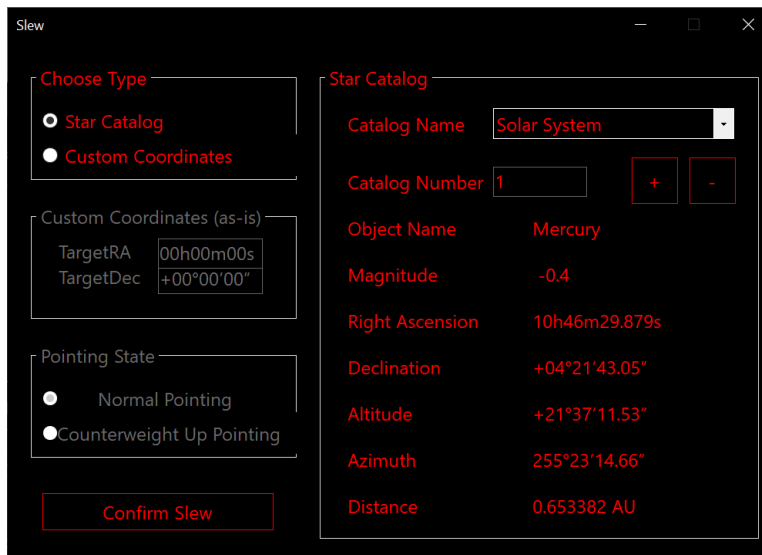 Slew
Choose Type
Star Catalog
Custom Coordinates
Custom Coordinates (as-is)
TargetRA 00h00m00s
TargetDec +00°00'00"
Pointing State
Normal Pointing
Counterweight Up Pointing
Confirm Slew
Star Catalog
Catalog Name Solar System
Catalog Number 1 + -
Object Name Mercury
Magnitude -0.4
Right Ascension 10h46m29.879s
Declination +04°21'43.05"
Altitude +21°37'11.53"
Azimuth 255°23'14.66"
Distance 0.653382 AU